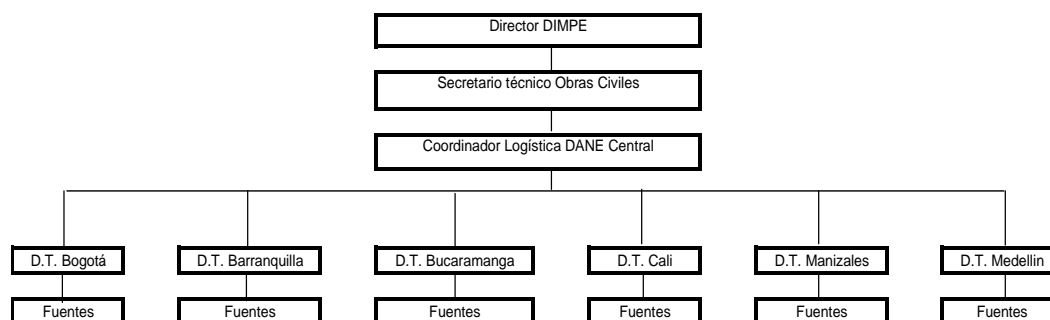 Director DIMPE
Secretario técnico Obras Civiles
Coordinador Logística DANE Central
D.T. Bogotá
D.T. Barranquilla
D.T. Bucaramanga
D.T. Cali
D.T. Manizales
D.T. Medellin
Fuentes
Fuentes
Fuentes
Fuentes
Fuentes
Fuentes